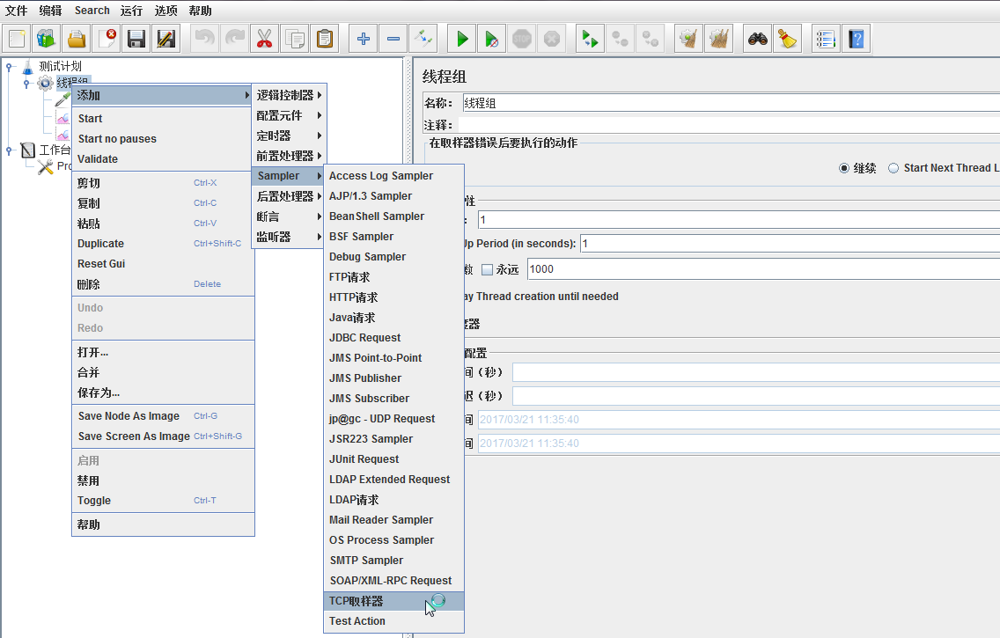 文件 编辑 Search 运行 选项 帮助
STOP
测试计划
线程组
工作台
Pro
添加
Start
Start no pauses
Validate
剪切 Ctrl-X
复制 Ctrl-C
粘贴 Ctrl-V
Duplicate Ctrl+Shift-C
Reset Gui
删除 Delete
Undo
Redo
打开...
合并
保存为...
Save Node As Image Ctrl-G
Save Screen As Image Ctrl+Shift-G
启用
禁用
Toggle Ctrl-T
帮助
逻辑控制器
配置元件
定时器
前置处理器
Sampler
后置处理器
断言
监听器
Access Log Sampler
AJP/1.3 Sampler
BeanShell Sampler
BSF Sampler
Debug Sampler
FTP请求
HTTP请求
Java请求
JDBC Request
JMS Point-to-Point
JMS Publisher
JMS Subscriber
jp@gc - UDP Request
JSR223 Sampler
JUnit Request
LDAP Extended Request
LDAP请求
Mail Reader Sampler
OS Process Sampler
SMTP Sampler
SOAP/XML-RPC Request
TCP取样器
Test Action
线程组
名称： 线程组
注释：
在取样器错误后要执行的动作
继续 Start Next Thread L
性
: 1
Up Period (in seconds): 1
数 永远 1000
ay Thread creation until needed
度器
配置
间（秒）
迟（秒）
间 2017/03/21 11:35:40
间 2017/03/21 11:35:40